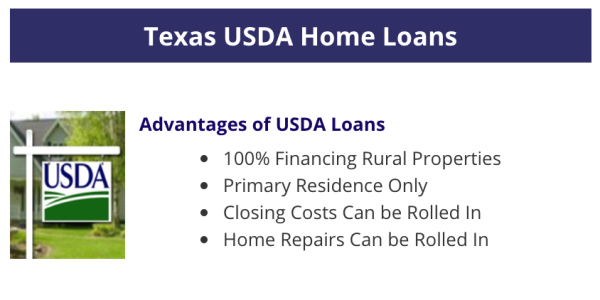 Texas USDA Home Loans
Advantages of USDA Loans
USDA
100% Financing Rural Properties
Primary Residence Only
Closing Costs Can be Rolled In
Home Repairs Can be Rolled In